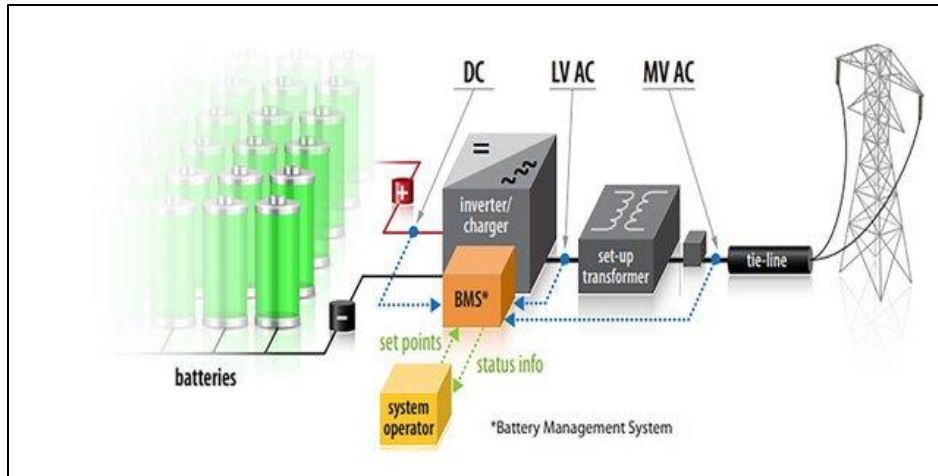 DC
LV AC
MV AC
+
=
inverter/
charger
set-up
transformer
tie-line
BMS*
-
set points
status info
batteries
system
operator
*Battery Management System